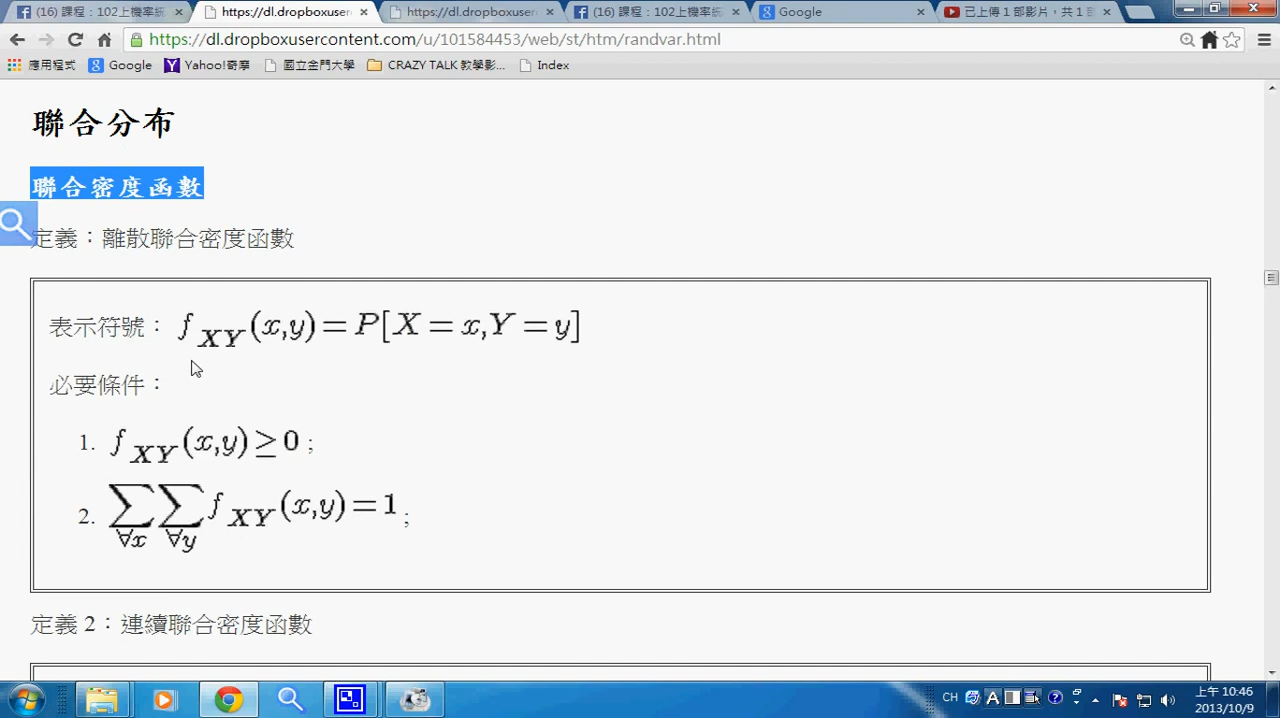 (16) 課程：102上機率統
https://dl.dropboxuser
https://dl.dropboxuser
(16) 課程：102上機率統
Google
已上傳 1 部影片，共 1 部
https://dl.dropboxusercontent.com/u/101584453/web/st/htm/randvar.html
應用程式
Google
Yahoo!奇摩
國立金門大學
CRAZY TALK 教學影...
Index
聯合分布
聯合密度函數
定義：離散聯合密度函數
表示符號： f XY (x,y) = P[X = x,Y = y]
必要條件：
1. f XY (x,y) ≥ 0 ;
2. ∑∀x ∑∀y f XY (x,y) = 1 ;
定義 2：連續聯合密度函數
CH
上午 10:46
2013/10/9